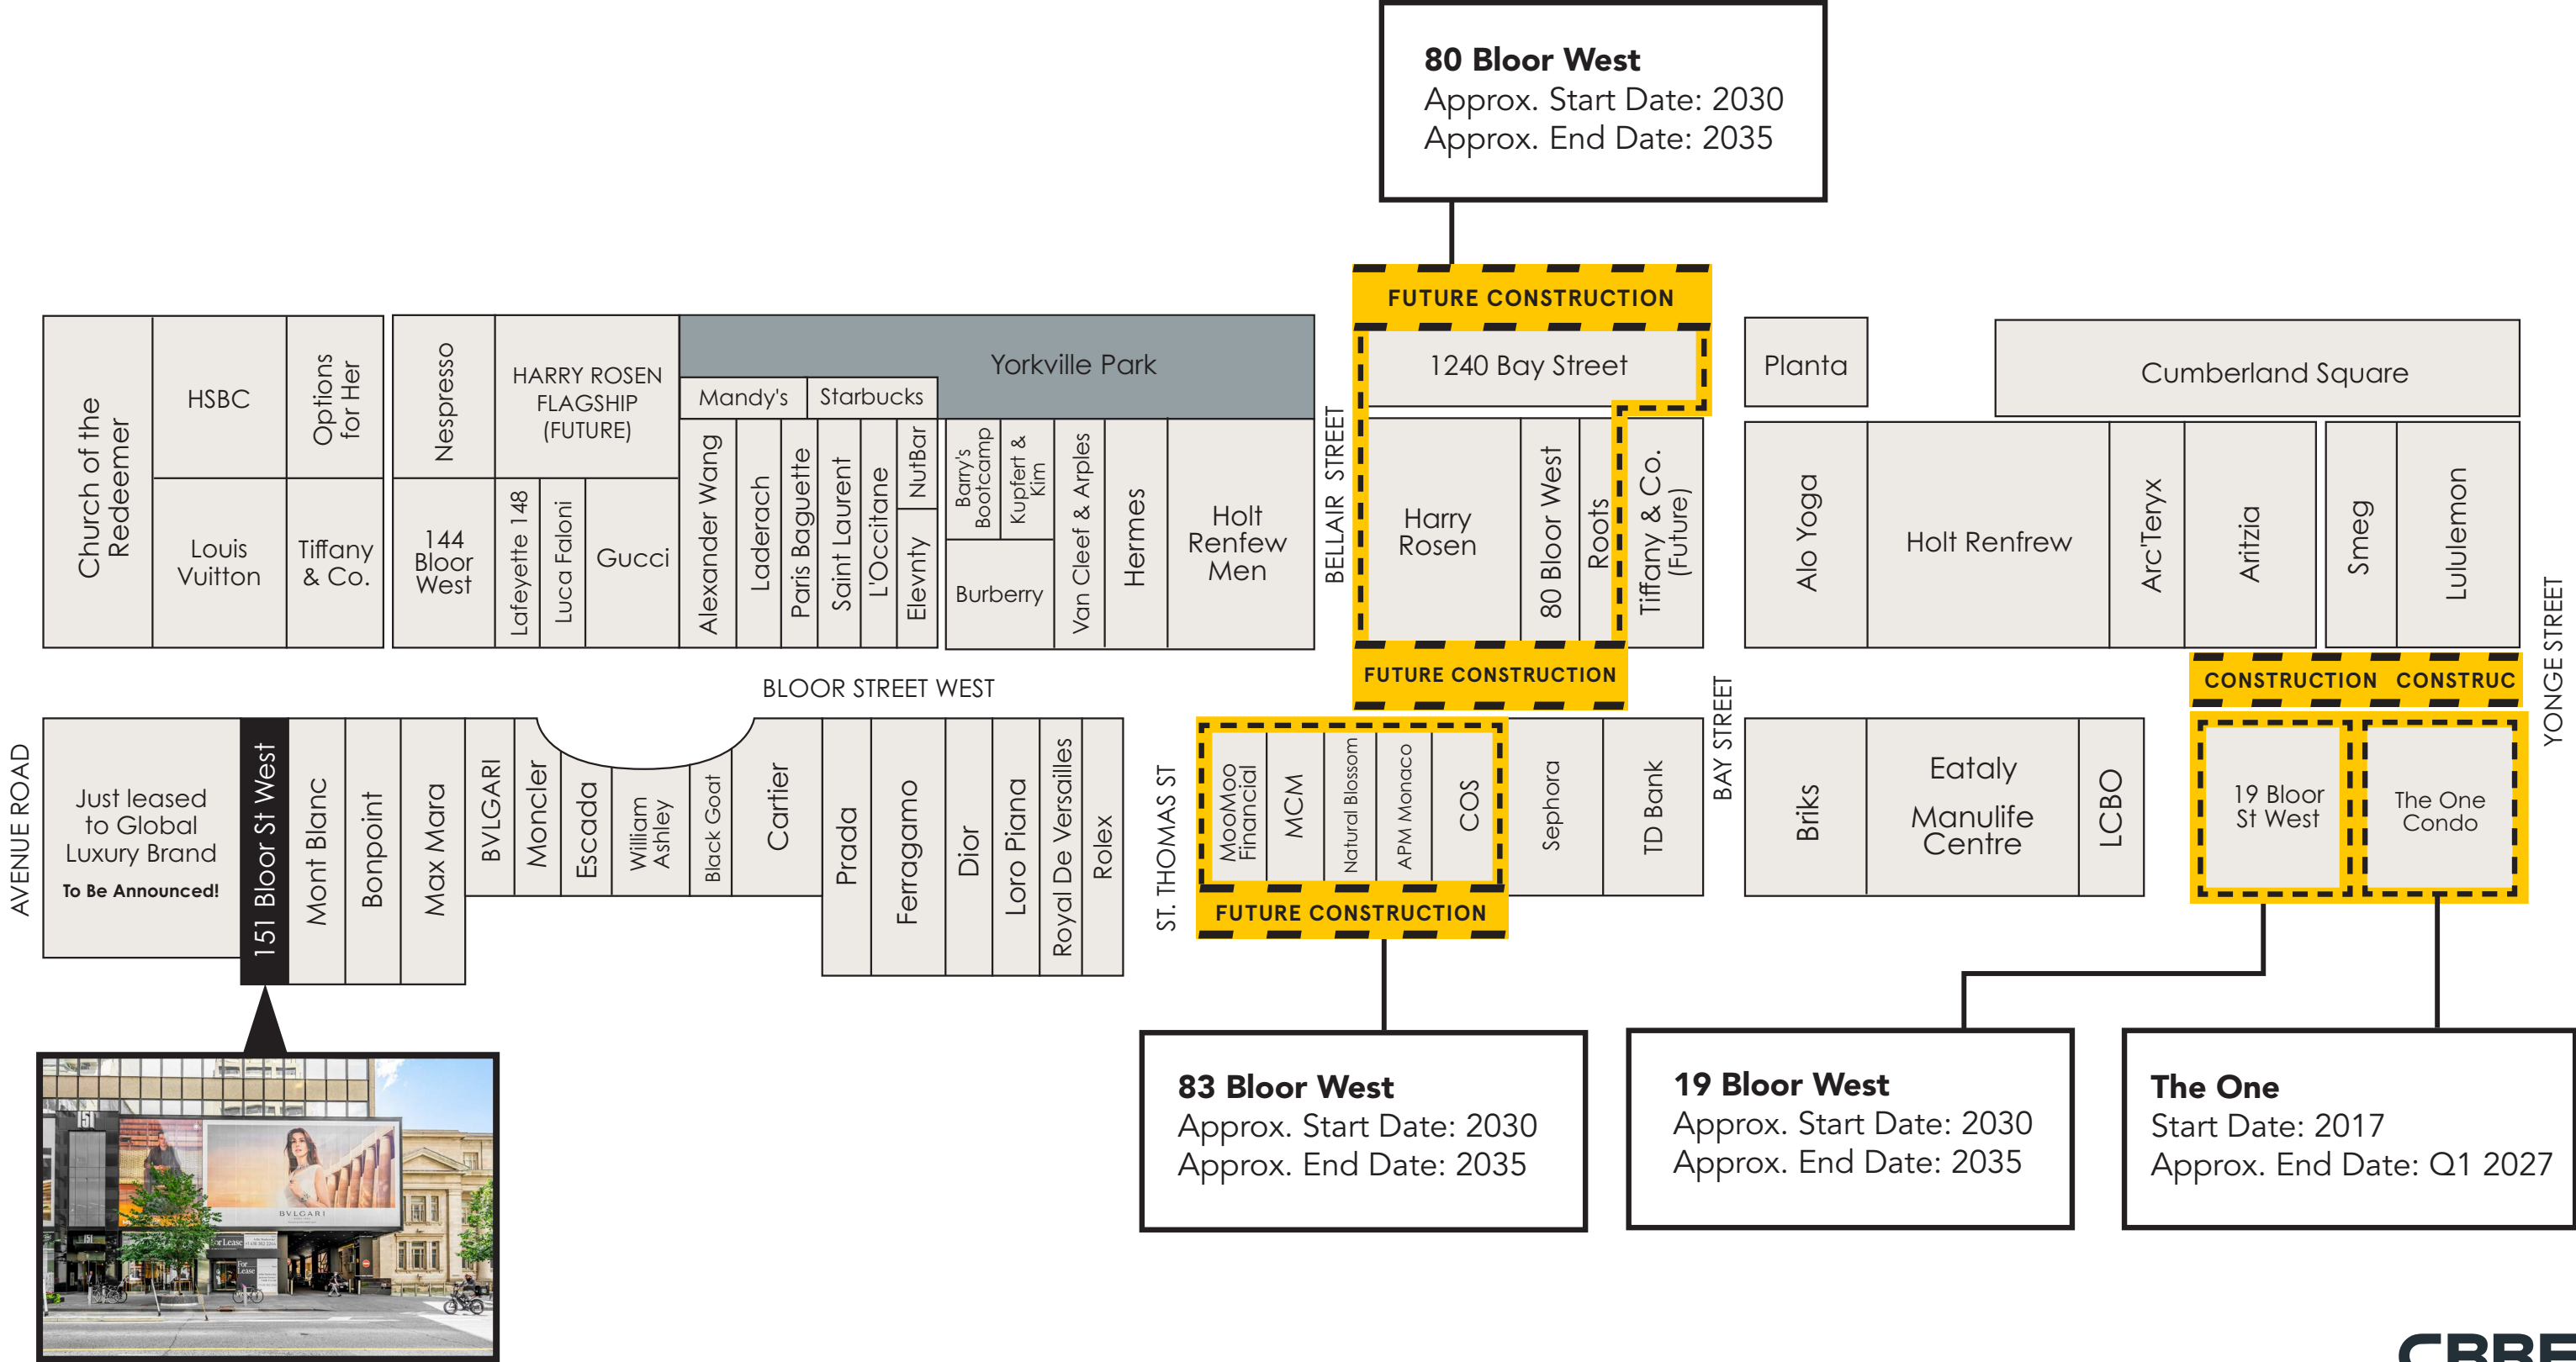 80 Bloor West
Approx. Start Date: 2030
Approx. End Date: 2035
FUTURE CONSTRUCTION
Church of the
Redeemer
HSBC
Options
for Her
Louis
Vuitton
Tiffany
& Co.
Nespresso
HARRY ROSEN
FLAGSHIP
(FUTURE)
144
Bloor
West
Lafeyette 148
Luca Faloni
Gucci
Yorkville Park
Mandy's
Starbucks
Alexander Wang
Laderach
Paris Baguette
Saint Laurent
L'Occitane
NutBar
Elevnty
Barry's
Bootcamp
Kupfert &
Kim
Burberry
Van Cleef & Arples
Hermes
Holt
Renfew
Men
BELLAIR STREET
1240 Bay Street
Harry
Rosen
80 Bloor West
Roots
Tiffany & Co.
(Future)
FUTURE CONSTRUCTION
Planta
Cumberland Square
Alo Yoga
Holt Renfrew
Arc'Teryx
Aritzia
Smeg
Lululemon
YONGE STREET
CONSTRUCTION CONSTRUC
BLOOR STREET WEST
AVENUE ROAD
Just leased
to Global
Luxury Brand
To Be Announced!
151 Bloor St West
Mont Blanc
Bonpoint
Max Mara
BVLGARI
Moncler
Escada
William
Ashley
Black Goat
Cartier
Prada
Ferragamo
Dior
Loro Piana
Royal De Versailles
Rolex
ST. THOMAS ST
MooMoo
Financial
MCM
Natural Blossom
APM Monaco
COS
FUTURE CONSTRUCTION
Sephora
TD Bank
BAY STREET
Briks
Eataly
Manulife
Centre
LCBO
19 Bloor
St West
The One
Condo
151
BVLGARI
151
For Lease
For
Lease
83 Bloor West
Approx. Start Date: 2030
Approx. End Date: 2035
19 Bloor West
Approx. Start Date: 2030
Approx. End Date: 2035
The One
Start Date: 2017
Approx. End Date: Q1 2027
CBRE